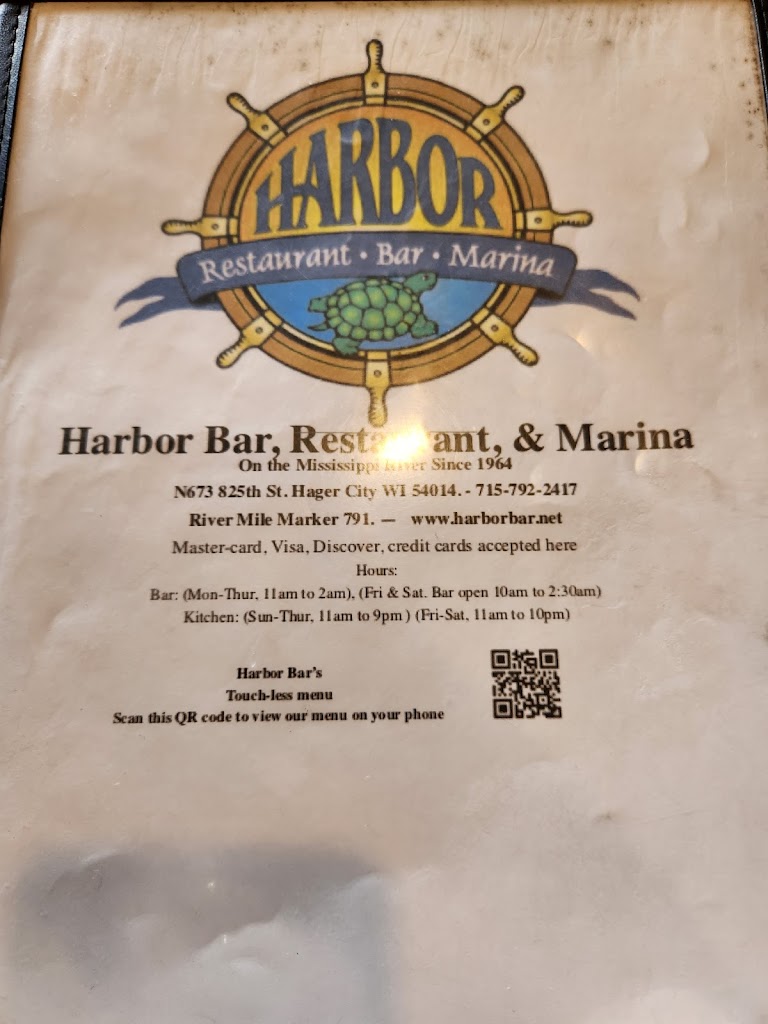 HARBOR
Restaurant · Bar · Marina
Harbor Bar, Restaurant, & Marina
On the Mississippi River Since 1964
N673 825th St. Hager City WI 54014. - 715-792-2417
River Mile Marker 791. — www.harborbar.net
Master-card, Visa, Discover, credit cards accepted here
Hours:
Bar: (Mon-Thur, 11am to 2am), (Fri & Sat. Bar open 10am to 2:30am)
Kitchen: (Sun-Thur, 11am to 9pm ) (Fri-Sat, 11am to 10pm)
Harbor Bar's
Touch-less menu
Scan this QR code to view our menu on your phone